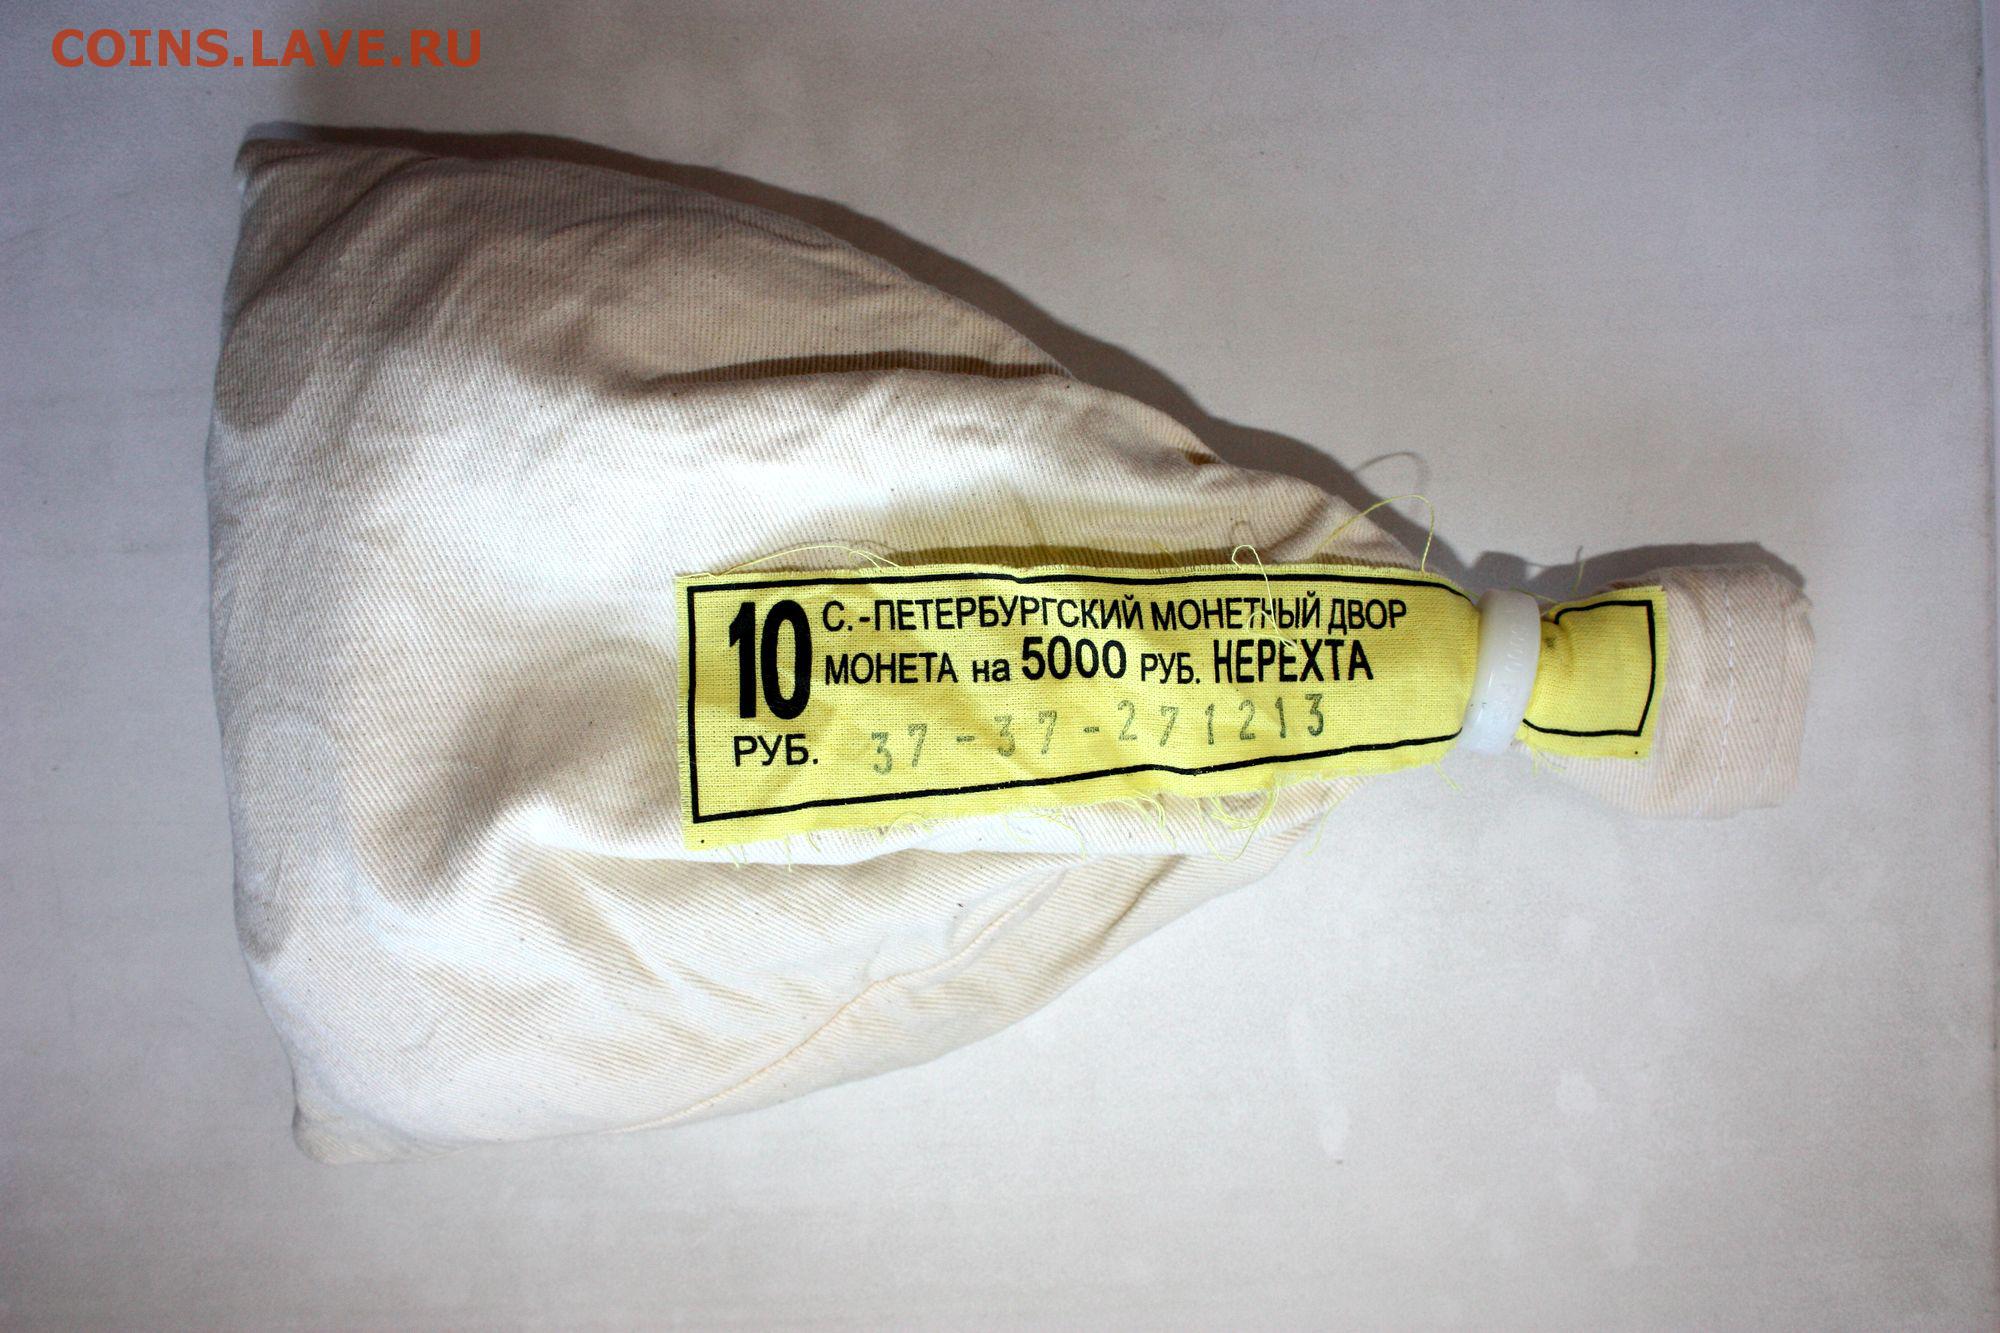 COINS.LAVE.RU
10 РУБ.
С.-ПЕТЕРБУРГСКИЙ МОНЕТНЫЙ ДВОР
МОНЕТА на 5000 РУБ. НЕРЕХТА
37-37-271213